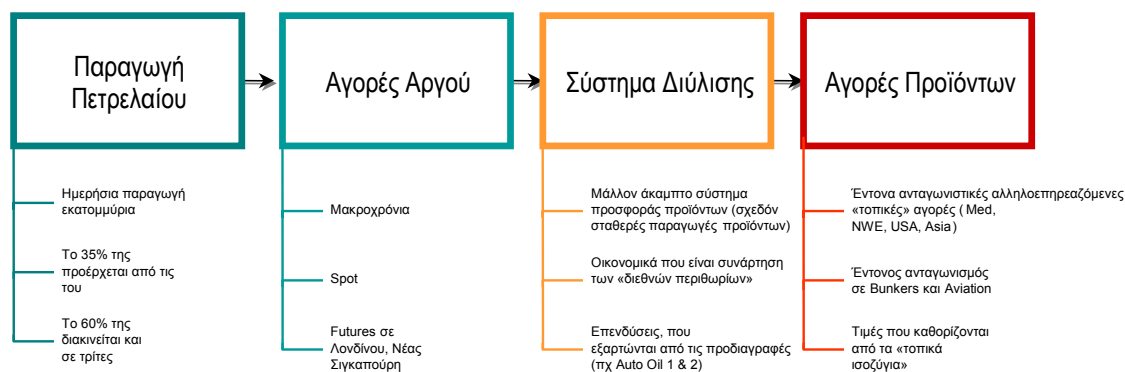 Παραγωγή
Πετρελαίου
Ημερήσια παραγωγή
εκατομμύρια
Το 35% της
προέρχεται από τις
του
Το 60% της
διακινείται και
σε τρίτες
Αγορές Αργού
Μακροχρόνια
Spot
Futures σε
Λονδίνου, Νέας
Σιγκαπούρη
Σύστημα Διύλισης
Μάλλον άκαμπτο σύστημα
προσφοράς προϊόντων (σχεδόν
σταθερές παραγωγές προϊόντων)
Οικονομικά που είναι συνάρτηση
των «διεθνών περιθωρίων»
Επενδύσεις, που
εξαρτώνται από τις προδιαγραφές
(πχ Auto Oil 1 & 2)
Αγορές Προϊόντων
Έντονα ανταγωνιστικές αλληλοεπηρεαζόμενες
«τοπικές» αγορές ( Med,
NWE, USA, Asia )
Έντονος ανταγωνισμός
σε Bunkers και Aviation
Τιμές που καθορίζονται
από τα «τοπικά
ισοζύγια»